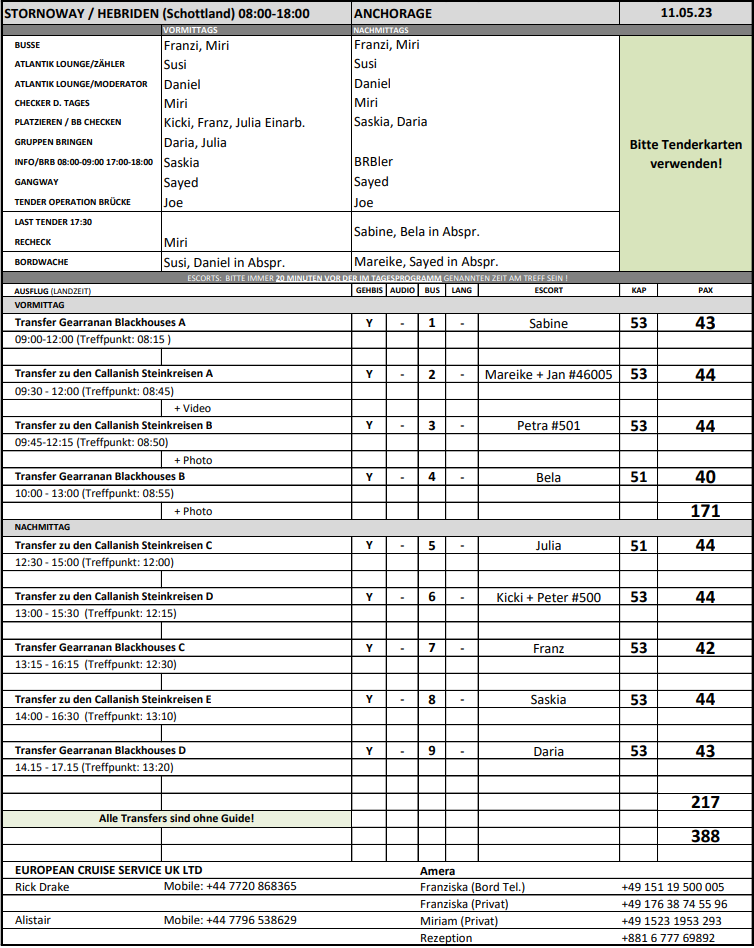 STORNOWAY / HEBRIDEN (Schottland) 08:00-18:00 ANCHORAGE 11.05.23
VORMITTAGS NACHMITTAGS
BUSSE Franzi, Miri Franzi, Miri
ATLANTIK LOUNGE/ZÄHLER Susi Susi
ATLANTIK LOUNGE/MODERATOR Daniel Daniel
CHECKER D. TAGES Miri Miri
PLATZIEREN / BB CHECKEN Kicki, Franz, Julia Einarb. Saskia, Daria
GRUPPEN BRINGEN Daria, Julia
INFO/BRB 08:00-09:00 17:00-18:00 Saskia BRBler
GANGWAY Sayed Sayed
TENDER OPERATION BRÜCKE Joe Joe
Bitte Tenderkarten
verwenden!
LAST TENDER 17:30
Sabine, Bela in Abspr.
RECHECK Miri
BORDWACHE Susi, Daniel in Abspr. Mareike, Sayed in Abspr.
ESCORTS: BITTE IMMER 20 MINUTEN VOR DER IM TAGESPROGRAMM GENANNTEN ZEIT AM TREFF SEIN !
AUSFLUG (LANDZEIT) GEHBIS AUDIO BUS LANG ESCORT KAP PAX
VORMITTAG
Transfer Gearranan Blackhouses A Y - 1 - Sabine 53 43
09:00-12:00 (Treffpunkt: 08:15 )
Transfer zu den Callanish Steinkreisen A Y - 2 - Mareike + Jan #46005 53 44
09:30 - 12:00 (Treffpunkt: 08:45)
+ Video
Transfer zu den Callanish Steinkreisen B Y - 3 - Petra #501 53 44
09:45-12:15 (Treffpunkt: 08:50)
+ Photo
Transfer Gearranan Blackhouses B Y - 4 - Bela 51 40
10:00 - 13:00 (Treffpunkt: 08:55)
+ Photo 171
NACHMITTAG
Transfer zu den Callanish Steinkreisen C Y - 5 - Julia 51 44
12:30 - 15:00 (Treffpunkt: 12:00)
Transfer zu den Callanish Steinkreisen D Y - 6 - Kicki + Peter #500 53 44
13:00 - 15:30 (Treffpunkt: 12:15)
Transfer Gearranan Blackhouses C Y - 7 - Franz 53 42
13:15 - 16:15 (Treffpunkt: 12:30)
Transfer zu den Callanish Steinkreisen E Y - 8 - Saskia 53 44
14:00 - 16:30 (Treffpunkt: 13:10)
Transfer Gearranan Blackhouses D Y - 9 - Daria 53 43
14.15 - 17.15 (Treffpunkt: 13:20)
217
Alle Transfers sind ohne Guide!
388
EUROPEAN CRUISE SERVICE UK LTD Amera
Rick Drake Mobile: +44 7720 868365 Franziska (Bord Tel.) +49 151 19 500 005
Franziska (Privat) +49 176 38 74 55 96
Alistair Mobile: +44 7796 538629 Miriam (Privat) +49 1523 1953 293
Rezeption +881 6 777 69892